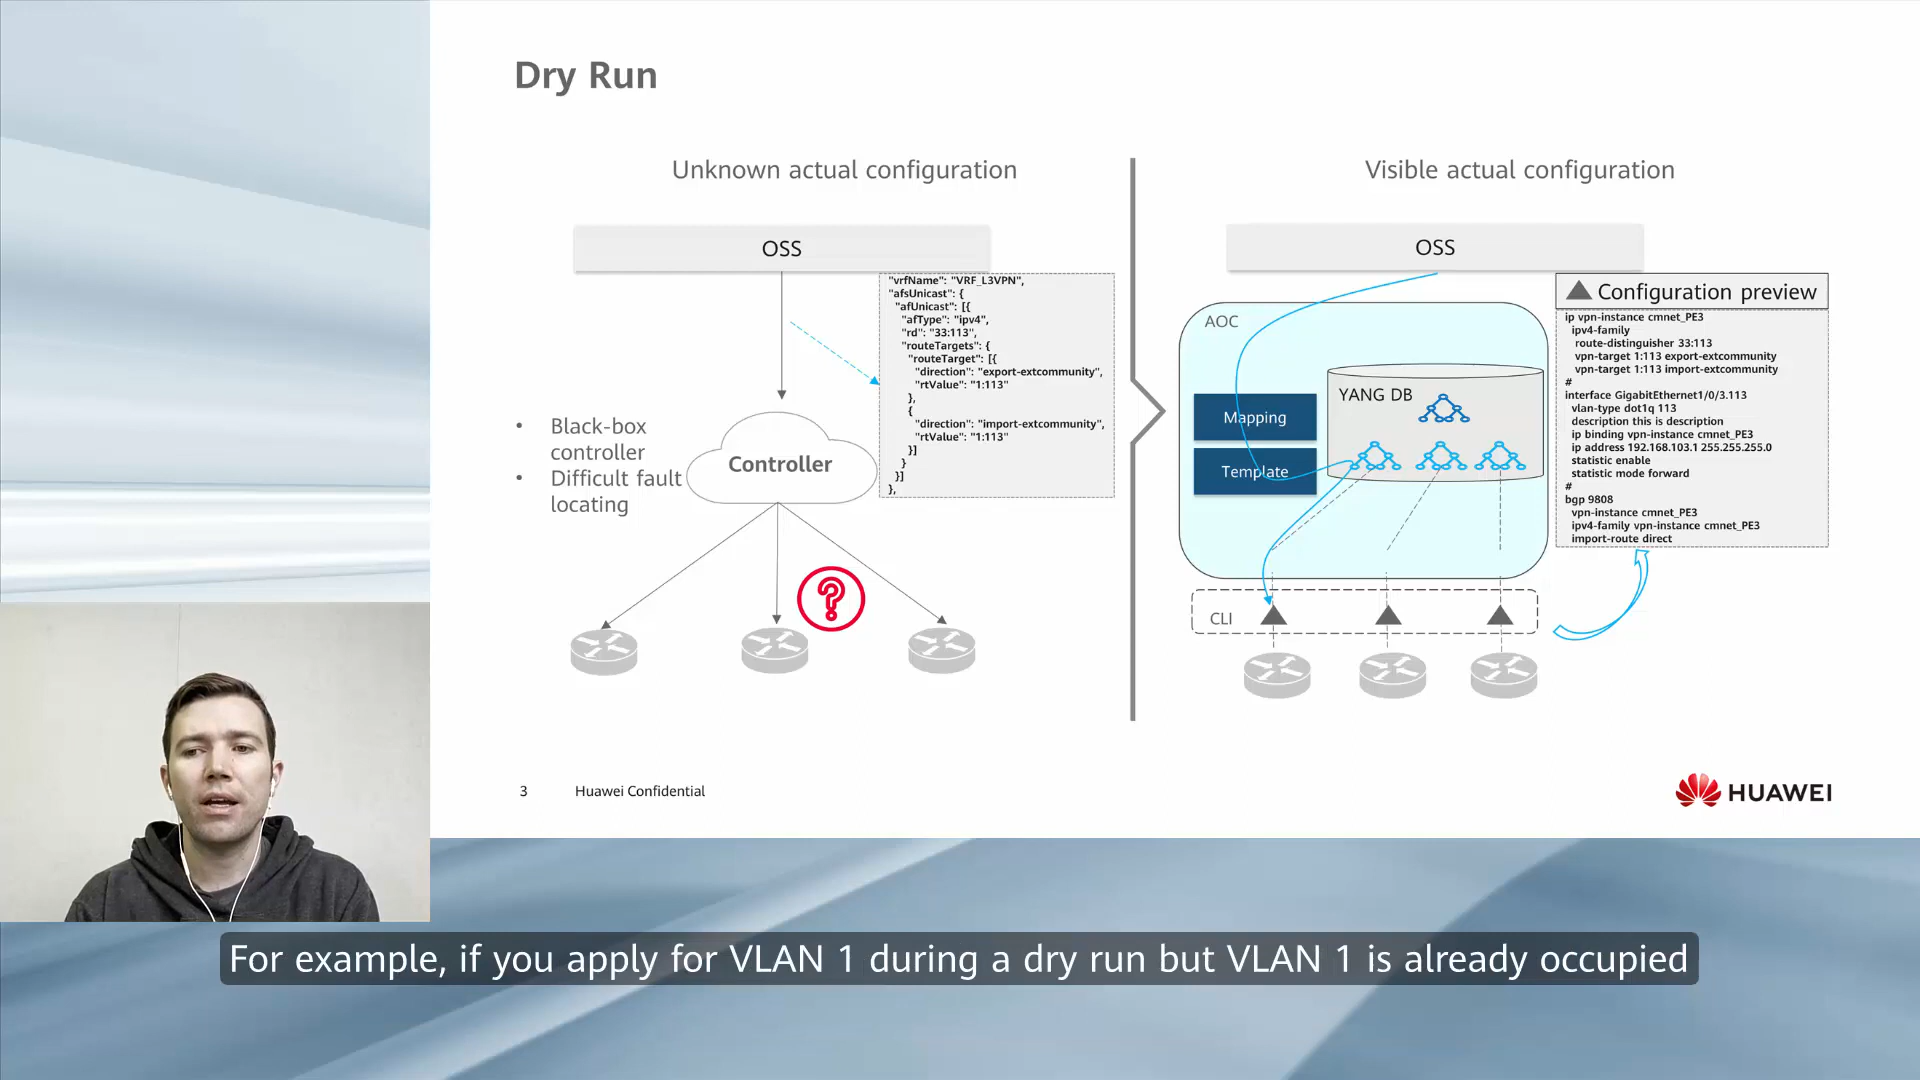 Dry Run
Unknown actual configuration
OSS
"vrfName": "VRF_L3VPN",
"afsUnicast": {
"afUnicast": [{
"afType": "ipv4",
"rd": "33:113",
"routeTargets": {
"routeTarget": [{
"direction": "export-extcommunity",
"rtValue": "1:113"
},
{
"direction": "import-extcommunity",
"rtValue": "1:113"
}]
}
}]
},
• Black-box
controller
• Difficult fault
locating
Controller
?
Visible actual configuration
OSS
AOC
Mapping
Template
YANG DB
CLI
Configuration preview
ip vpn-instance cmnet_PE3
ipv4-family
route-distinguisher 33:113
vpn-target 1:113 export-extcommunity
vpn-target 1:113 import-extcommunity
#
interface GigabitEthernet1/0/3.113
vlan-type dot1q 113
description this is description
ip binding vpn-instance cmnet_PE3
ip address 192.168.103.1 255.255.255.0
statistic enable
statistic mode forward
#
bgp 9808
vpn-instance cmnet_PE3
ipv4-family vpn-instance cmnet_PE3
import-route direct
3 Huawei Confidential
HUAWEI
For example, if you apply for VLAN 1 during a dry run but VLAN 1 is already occupied